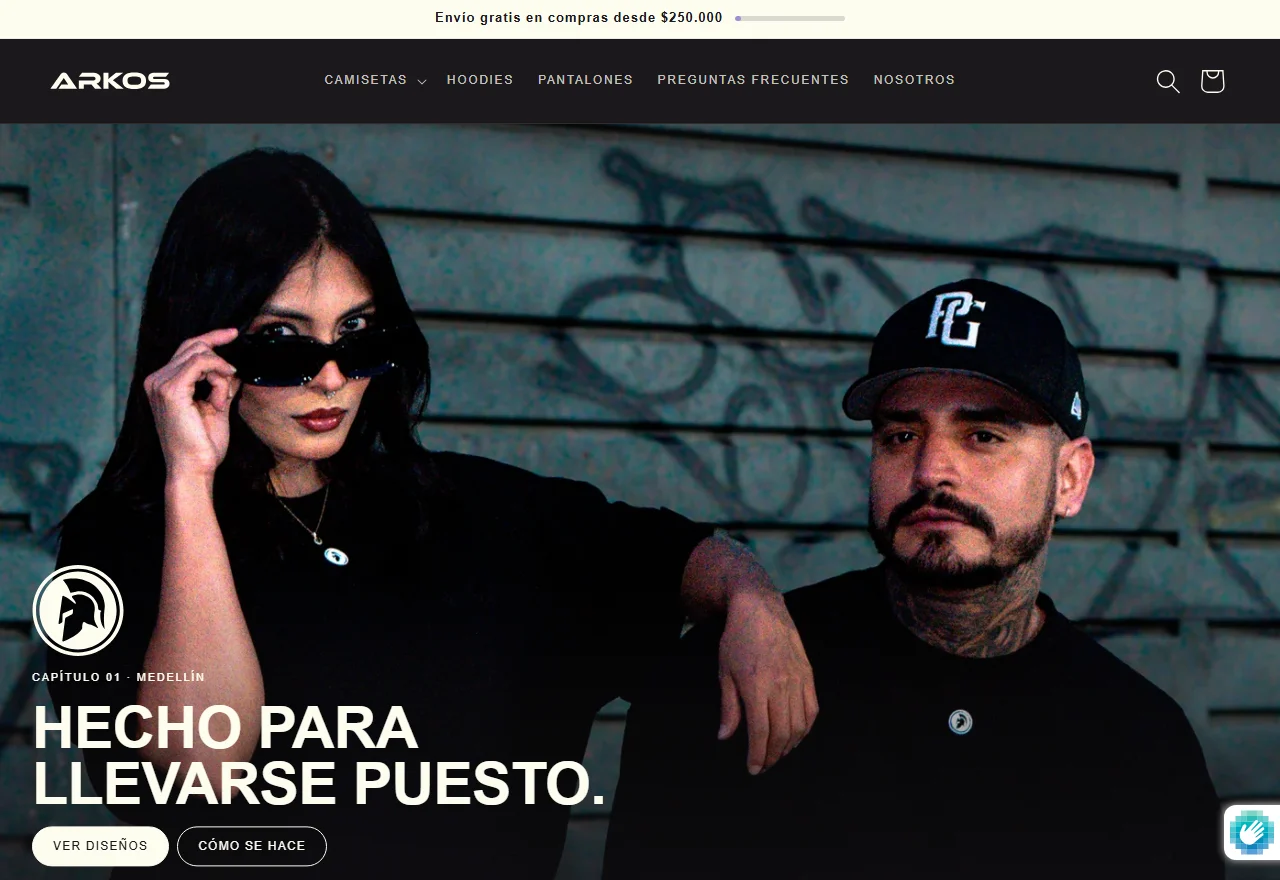 Envío gratis en compras desde $250.000
ARKOS
CAMISETAS
HOODIES
PANTALONES
PREGUNTAS FRECUENTES
NOSOTROS
PG
CAPÍTULO 01 · MEDELLÍN
HECHO PARA
LLEVARSE PUESTO.
VER DISEÑOS
CÓMO SE HACE